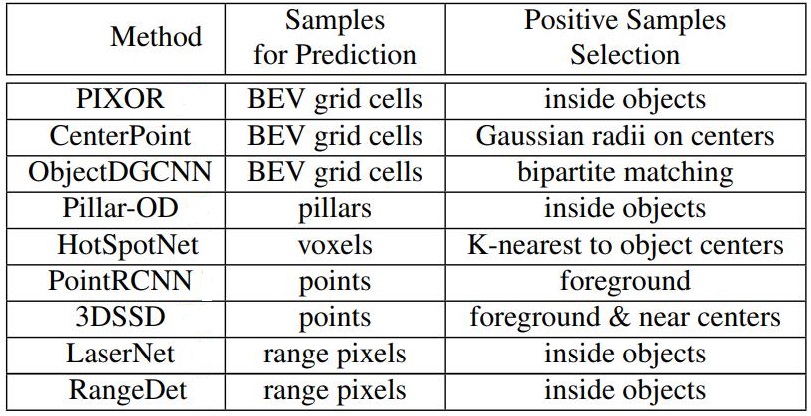 Method Samples for Prediction Positive Samples Selection
PIXOR BEV grid cells inside objects
CenterPoint BEV grid cells Gaussian radii on centers
ObjectDGCNN BEV grid cells bipartite matching
Pillar-OD pillars inside objects
HotSpotNet voxels K-nearest to object centers
PointRCNN points foreground
3DSSD points foreground & near centers
LaserNet range pixels inside objects
RangeDet range pixels inside objects